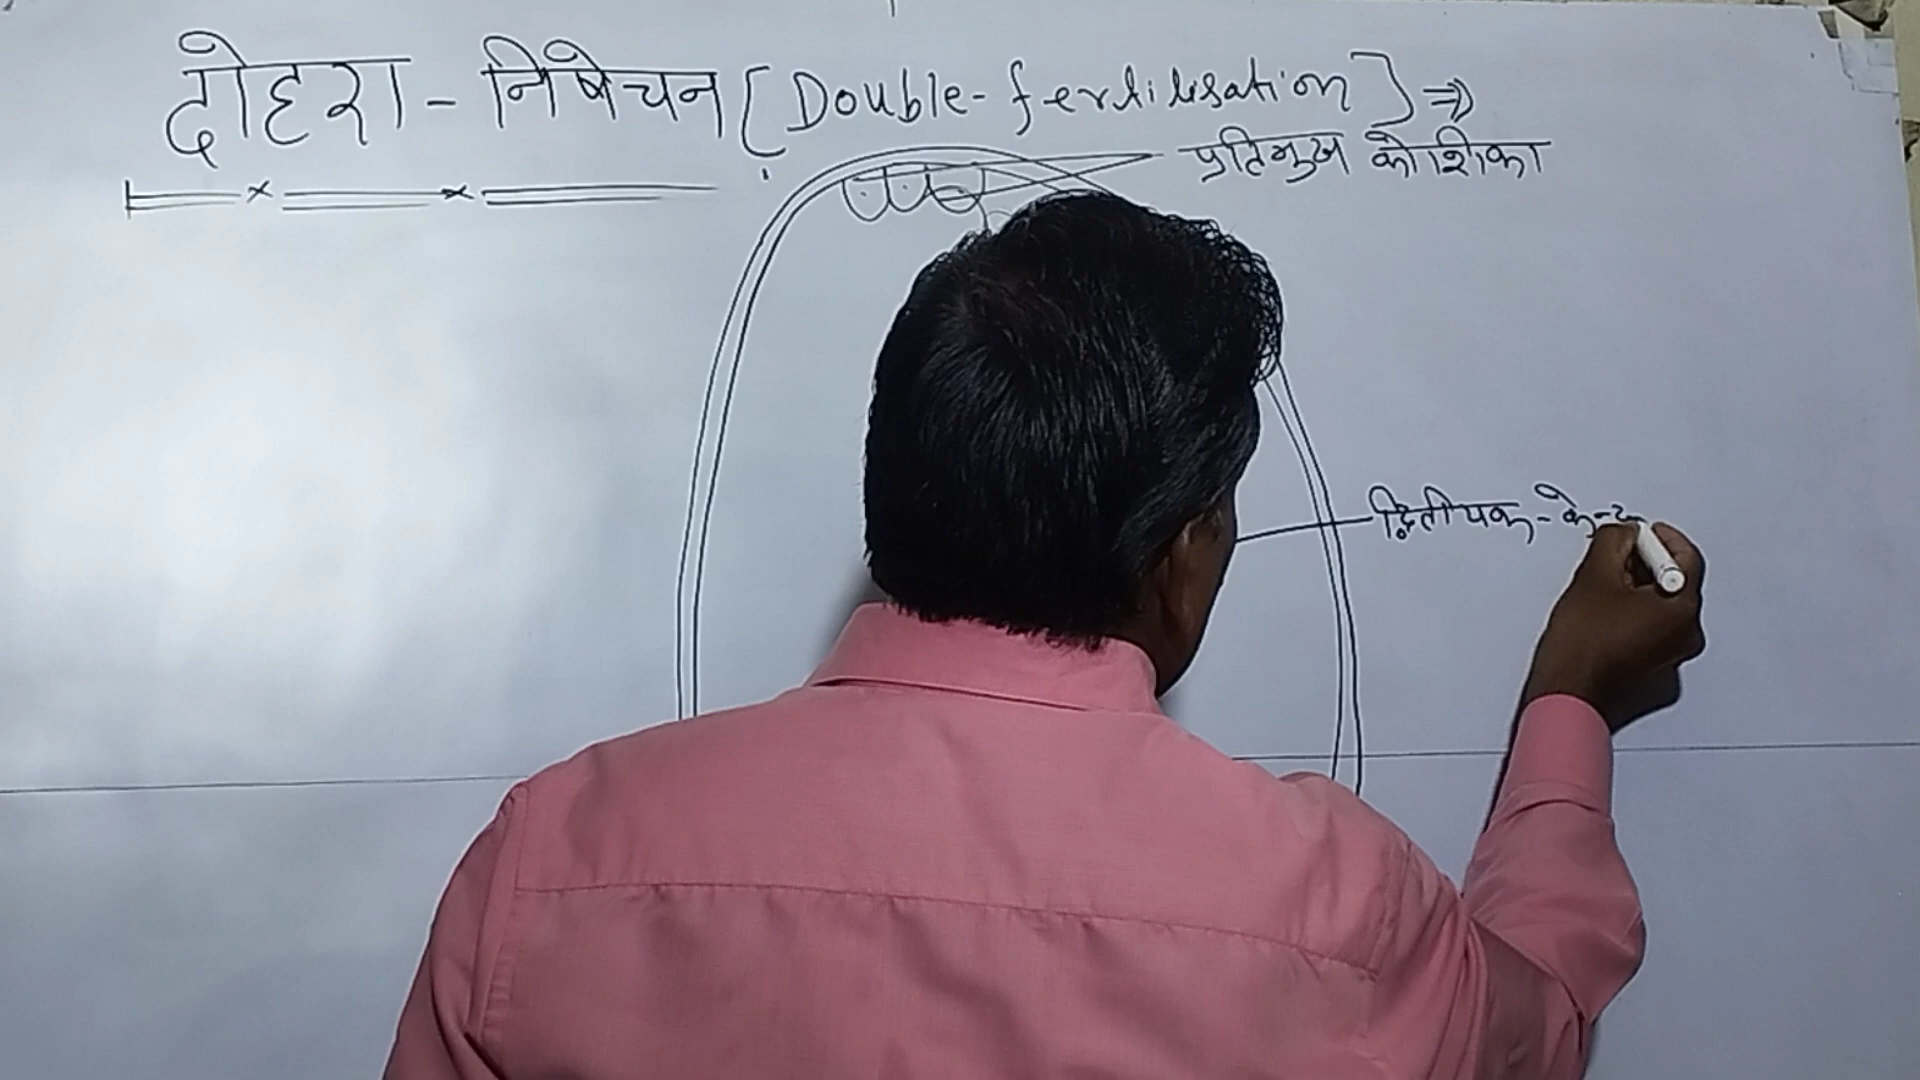 दोहरा - निषेचन [Double-fertilisation] ⇒
प्रतिमुख कोशिका
द्वितीयक - के